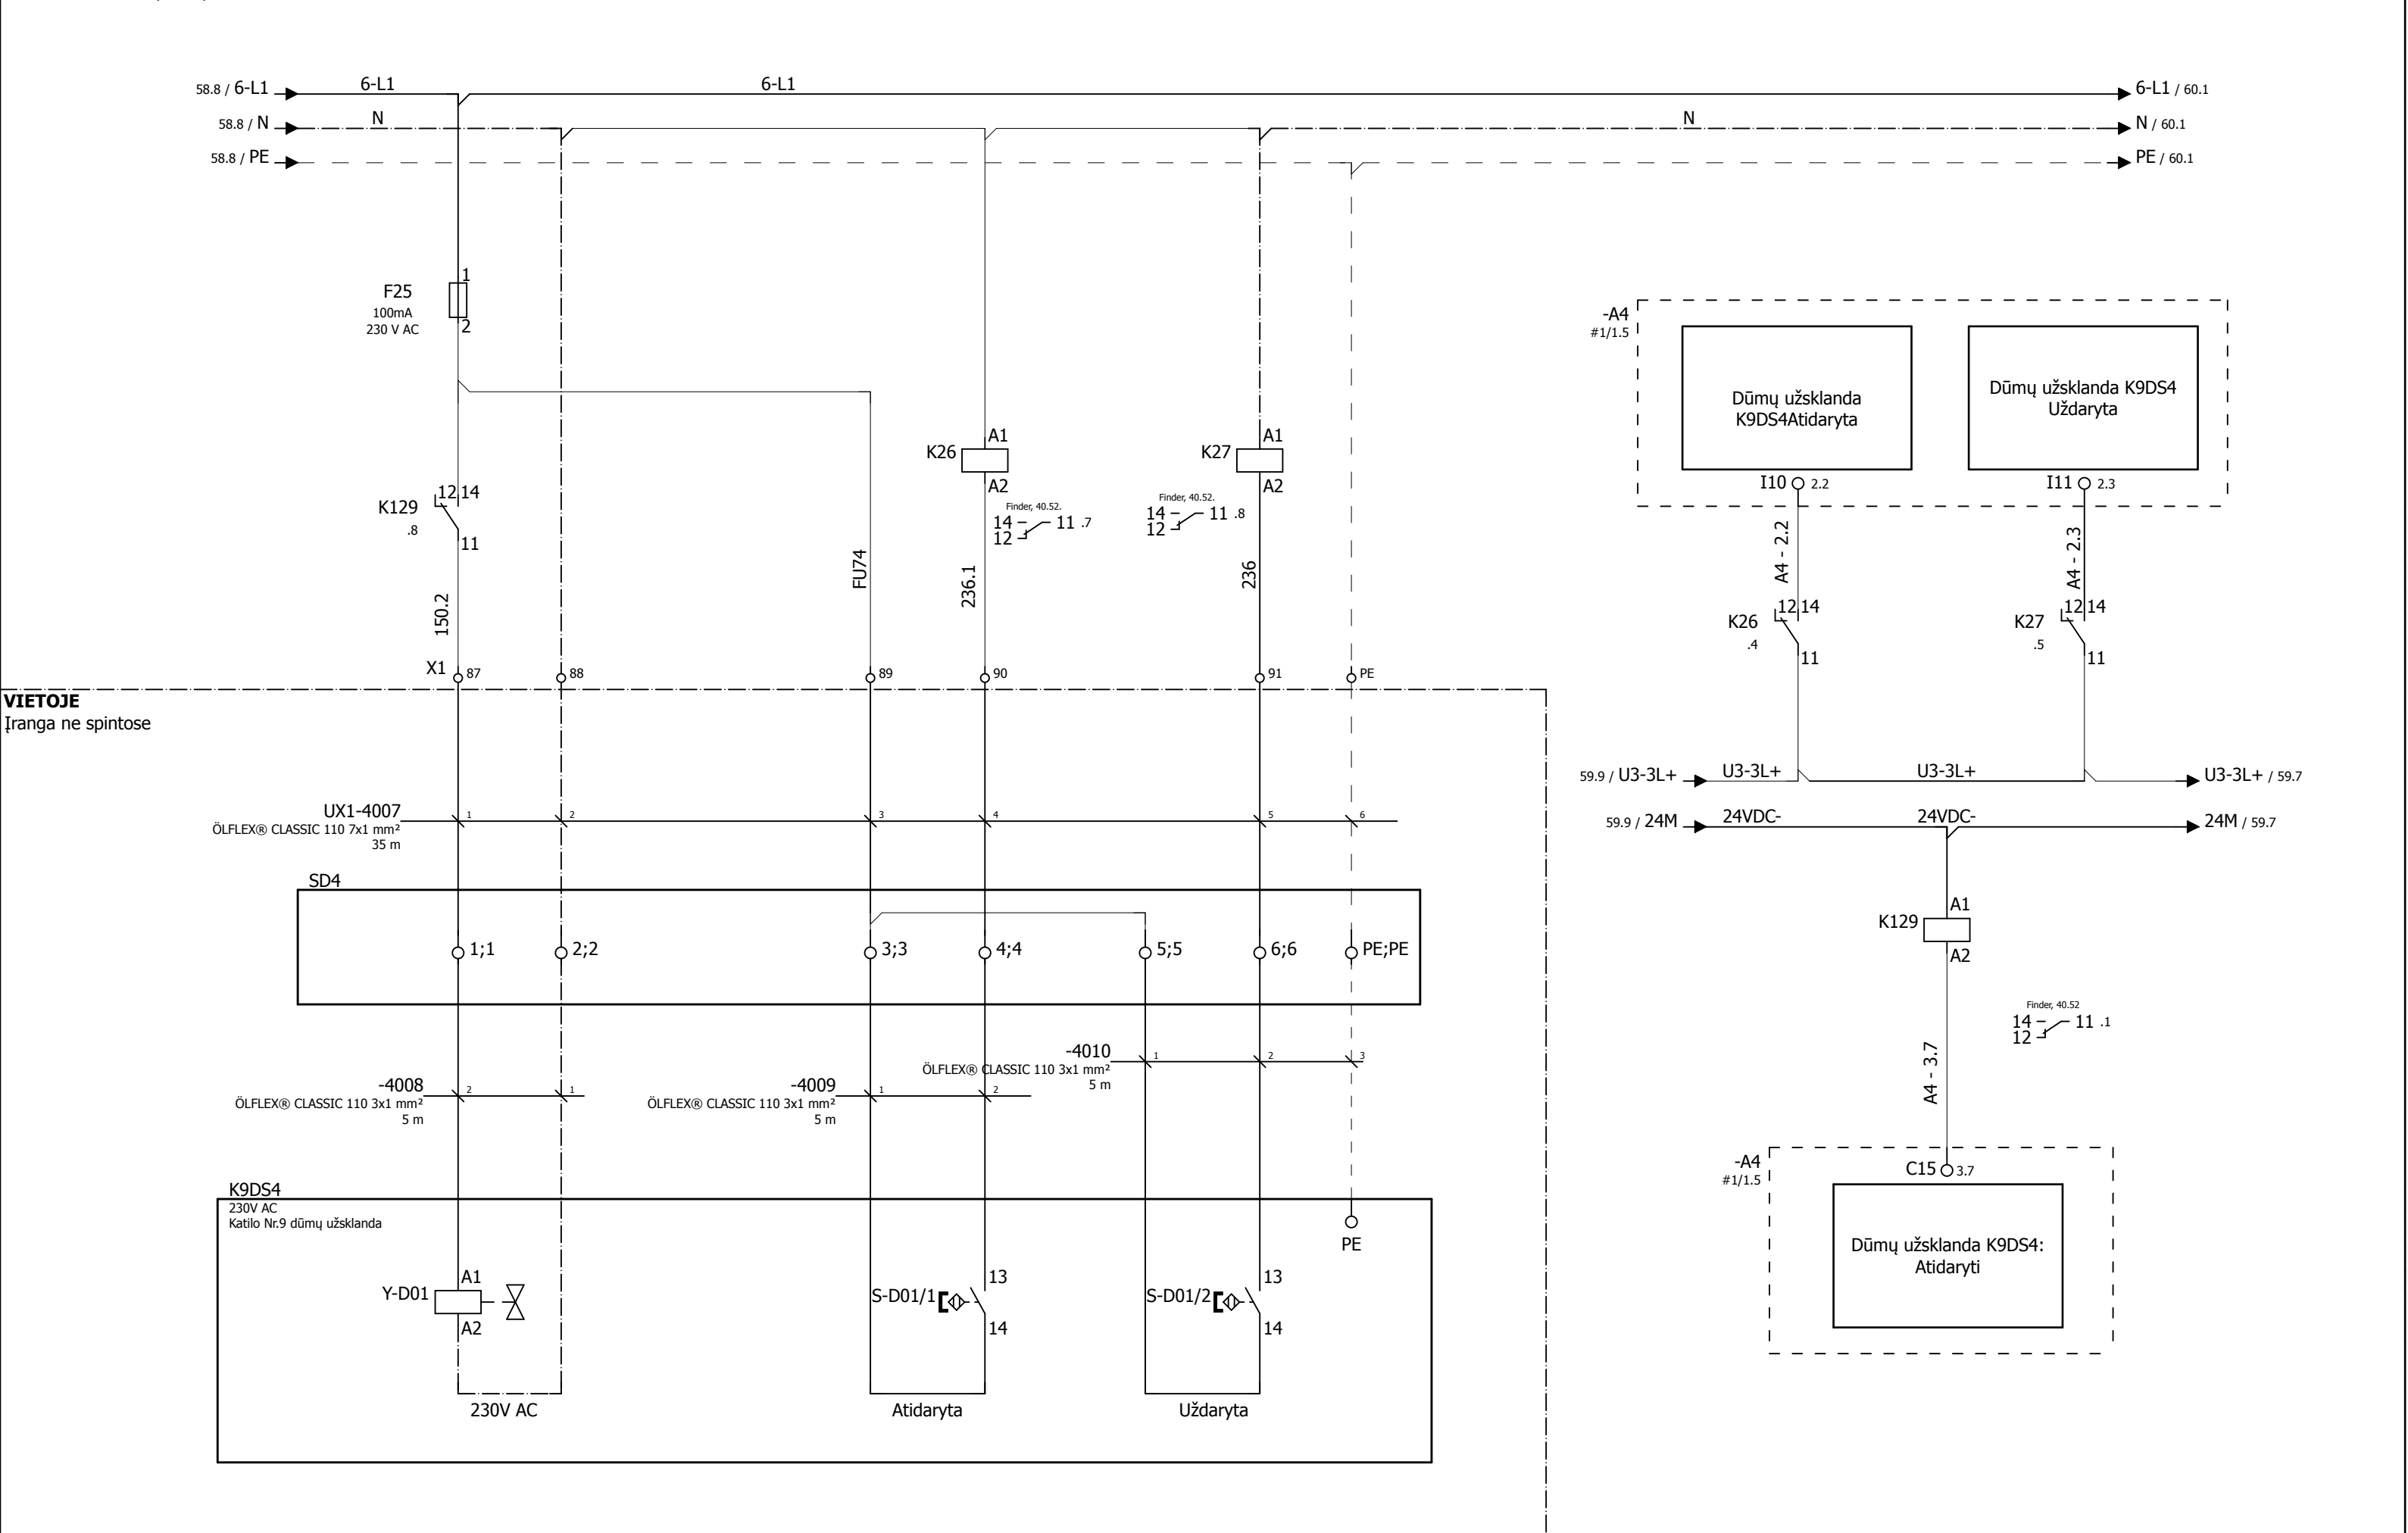 58.8 / 6-L1
6-L1
6-L1
6-L1 / 60.1
58.8 / N
N
N
N / 60.1
58.8 / PE
PE / 60.1
1
F25
100mA
230 V AC
2
-A4
#1/1.5
Dūmų užsklanda
K9DS4Atidaryta
Dūmų užsklanda K9DS4
Uždaryta
I10 2.2
I11 2.3
A4 - 2.2
A4 - 2.3
K26
A1
A2
Finder, 40.52.
14 11 .7
12
K27
A1
A2
Finder, 40.52.
14 11 .8
12
12 14
K129
.8
11
150.2
FU74
236.1
236
12 14
K26
.4
11
12 14
K27
.5
11
X1 87
88
89
90
91
PE
VIETOJE
Įranga ne spintose
59.9 / U3-3L+
U3-3L+
U3-3L+
U3-3L+ / 59.7
59.9 / 24M
24VDC-
24VDC-
24M / 59.7
UX1-4007
ÖLFLEX® CLASSIC 110 7x1 mm²
35 m
1
2
3
4
5
6
SD4
1;1
2;2
3;3
4;4
5;5
6;6
PE;PE
A1
K129
A2
Finder, 40.52
14 11 .1
12
A4 - 3.7
-4010
ÖLFLEX® CLASSIC 110 3x1 mm²
5 m
1
2
3
-4008
ÖLFLEX® CLASSIC 110 3x1 mm²
5 m
2
1
-4009
ÖLFLEX® CLASSIC 110 3x1 mm²
5 m
1
2
-A4
#1/1.5
C15 3.7
Dūmų užsklanda K9DS4:
Atidaryti
K9DS4
230V AC
Katilo Nr.9 dūmų užsklanda
PE
A1
Y-D01
A2
13
S-D01/1
14
13
S-D01/2
14
230V AC
Atidaryta
Uždaryta